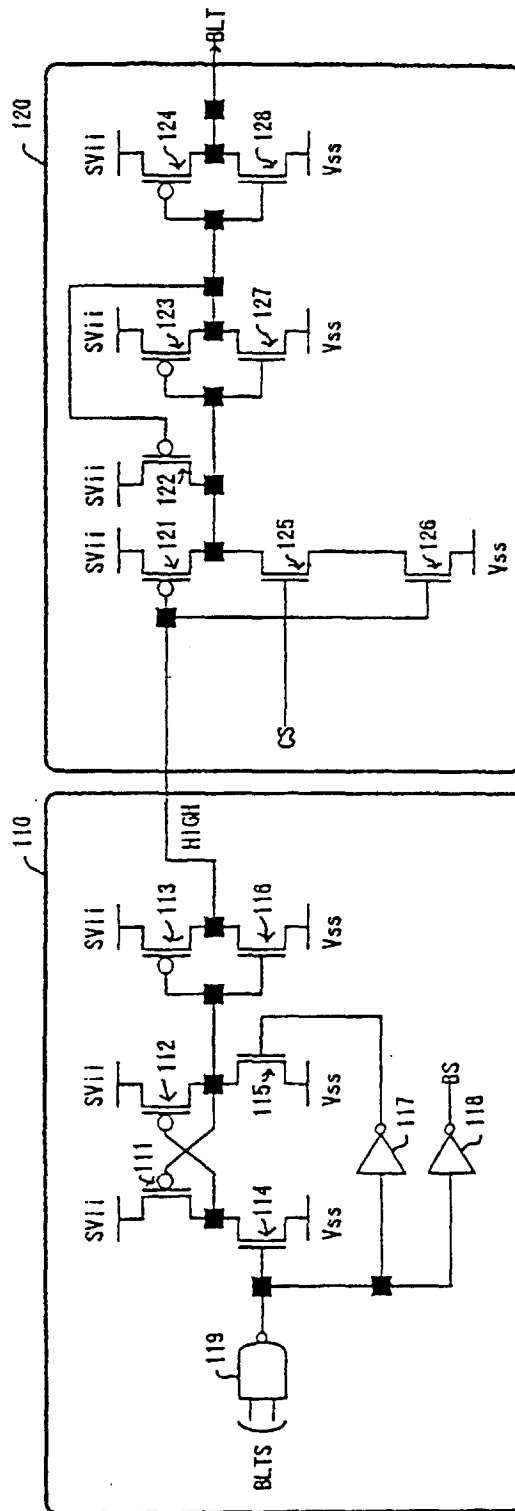 110
120
SVii
SVii
SVii
111
112
113
HIGH
114
115
116
Vss
Vss
Vss
119
BLTS
117
118
BS
SVii
SVii
SVii
SVii
121
122
123
124
BLT
125
126
127
128
CS
Vss
Vss
Vss